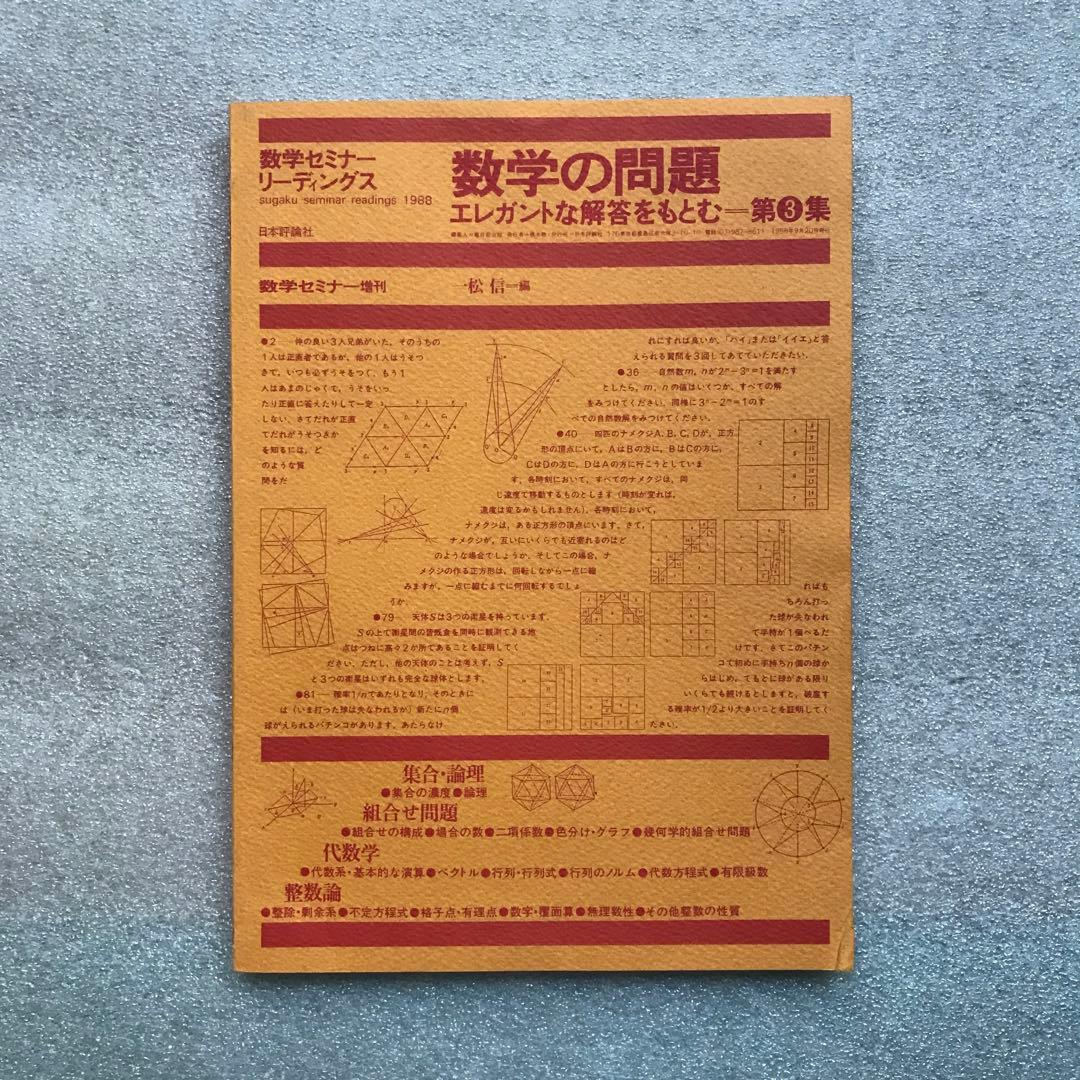 数学セミナー
リーディングス
sugaku seminar readings 1988
日本評論社
数学の問題
エレガントな解答をもとむ―第❸集
数学セミナー増刊
一松 信=編
●2 仲の良い3人兄弟がいた。そのうちの
1人は正直者であるが、他の1人はうそつ
きで、いつも必ずうそをつく、もう1
人はあまのじゃくで、うそをいっ
たり正直に答えたりして一定
しない。さてだれが正直
でだれがうそつきか
を知るには、ど
のような質
問をだ
れにすれば良いか。「ハイ」または「イイエ」と答
えられる質問を3回してあてていただきたい。
●36 自然数m, nが2ᵐ−3ⁿ=1を満たす
としたら、m, nの値はいくつか、すべての解
をみつけてください。同様に3ⁿ−2ᵐ=1のす
べての自然数解をみつけてください。
●40 四匹のナメクジA, B, C, Dが、正方
形の頂点にいて、AはBの方に、BはCの方に、
CはDの方に、DはAの方に行こうとしていま
す。各時刻において、すべてのナメクジは、同
じ速度で移動するものとします（時刻が変れば、
速度は変るかもしれません）。各時刻において、
ナメクジは、ある正方形の頂点にいます。さて、
ナメクジが、互いにいくらでも近寄れるのはど
のような場合でしょうか。そしてこの場合、ナ
メクジの作る正方形は、回転しながら一点に縮
みますが、一点に縮むまでに何回転するでしょ
うか。
●79 天体Sは3つの衛星を持っています。
Sの上で衛星間の皆既食を同時に観測できる地
点はつねに高々2か所であることを証明してく
ださい。ただし、他の天体のことは考えず、S
と3つの衛星はいずれも完全な球体とします。
●81 確率1/nであたりとなり、そのときに
は（いま打った球は失なわれるが）新たにn個
球がえられるパチンコがあります。あたらなけ
ればも
ちろん打っ
た球が失なわれ
て手持が1個へるだ
けです。さてこのパチン
コで初めに手持ちn個の球か
らはじめ、てもとに球がある限り
いくらでも続けるとしますと、破産す
る確率が1/2より大きいことを証明してく
ださい。
集合・論理
●集合の濃度●論理
組合せ問題
●組合せの構成●場合の数●二項係数●色分け・グラフ●幾何学的組合せ問題
代数学
●代数系・基本的な演算●ベクトル●行列・行列式●行列のノルム●代数方程式●有限級数
整数論
●整除・剰余系●不定方程式●格子点・有理点●数字・覆面算●無理数性●その他整数の性質